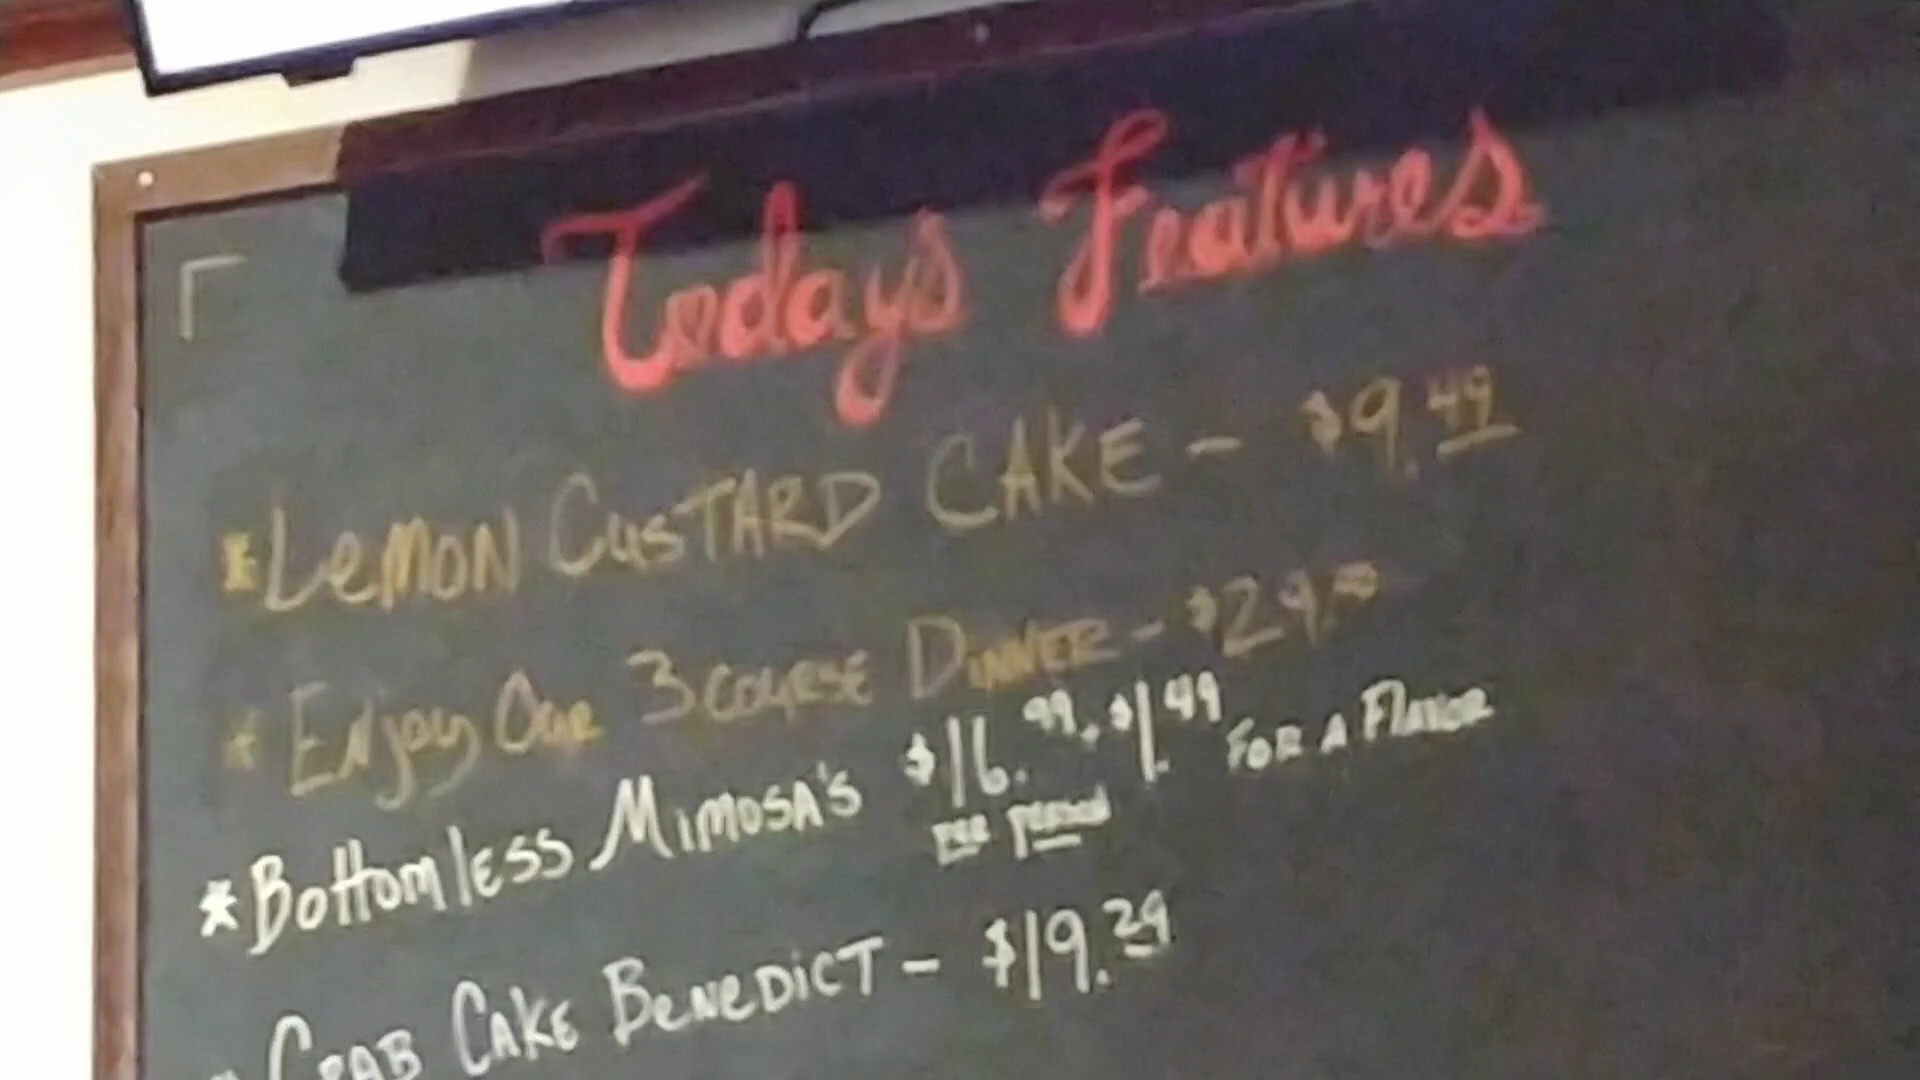 Todays Features
*Lemon Custard Cake - $9.49
* Enjoy Our 3 Course Dinner - $29.
*Bottomless Mimosa's $16.99. $1.49 For a Flavor
per person
Crab Cake Benedict - $19.29